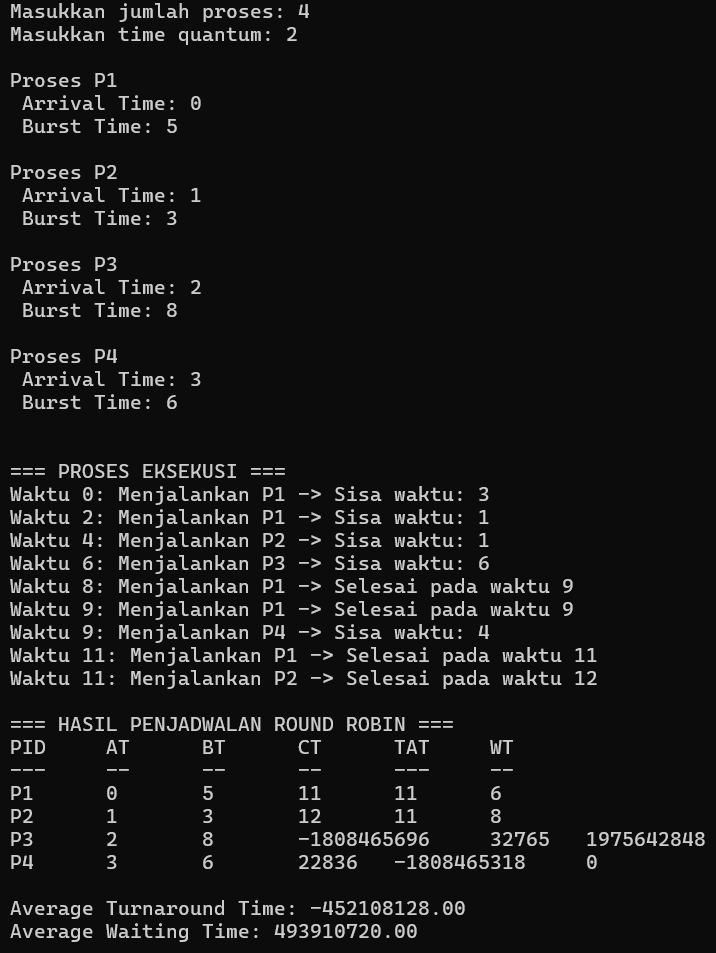 Masukkan jumlah proses: 4
Masukkan time quantum: 2
Proses P1
Arrival Time: 0
Burst Time: 5
Proses P2
Arrival Time: 1
Burst Time: 3
Proses P3
Arrival Time: 2
Burst Time: 8
Proses P4
Arrival Time: 3
Burst Time: 6
=== PROSES EKSEKUSI ===
Waktu 0: Menjalankan P1 -> Sisa waktu: 3
Waktu 2: Menjalankan P1 -> Sisa waktu: 1
Waktu 4: Menjalankan P2 -> Sisa waktu: 1
Waktu 6: Menjalankan P3 -> Sisa waktu: 6
Waktu 8: Menjalankan P1 -> Selesai pada waktu 9
Waktu 9: Menjalankan P1 -> Selesai pada waktu 9
Waktu 9: Menjalankan P4 -> Sisa waktu: 4
Waktu 11: Menjalankan P1 -> Selesai pada waktu 11
Waktu 11: Menjalankan P2 -> Selesai pada waktu 12
=== HASIL PENJADWALAN ROUND ROBIN ===
PID AT BT CT TAT WT
--- -- -- -- --- --
P1 0 5 11 11 6
P2 1 3 12 11 8
P3 2 8 -1808465696 32765 1975642848
P4 3 6 22836 -1808465318 0
Average Turnaround Time: -452108128.00
Average Waiting Time: 493910720.00